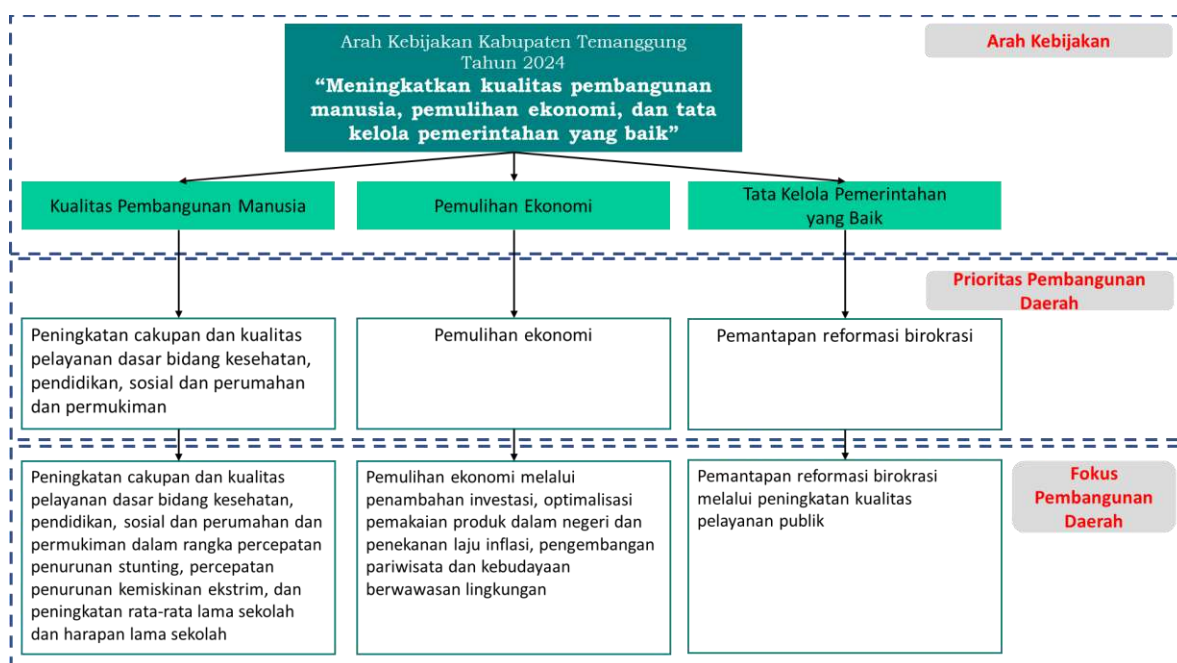 Arah Kebijakan Kabupaten Temanggung
Tahun 2024
“Meningkatkan kualitas pembangunan
manusia, pemulihan ekonomi, dan tata
kelola pemerintahan yang baik”
Arah Kebijakan
Kualitas Pembangunan Manusia
Pemulihan Ekonomi
Tata Kelola Pemerintahan
yang Baik
Prioritas Pembangunan
Daerah
Peningkatan cakupan dan kualitas
pelayanan dasar bidang kesehatan,
pendidikan, sosial dan perumahan
dan permukiman
Pemulihan ekonomi
Pemantapan reformasi birokrasi
Peningkatan cakupan dan kualitas
pelayanan dasar bidang kesehatan,
pendidikan, sosial dan perumahan dan
permukiman dalam rangka percepatan
penurunan stunting, percepatan
penurunan kemiskinan ekstrim, dan
peningkatan rata-rata lama sekolah
dan harapan lama sekolah
Pemulihan ekonomi melalui
penambahan investasi, optimalisasi
pemakaian produk dalam negeri dan
penekanan laju inflasi, pengembangan
pariwisata dan kebudayaan
berwawasan lingkungan
Pemantapan reformasi birokrasi
melalui peningkatan kualitas
pelayanan publik
Fokus
Pembangunan
Daerah